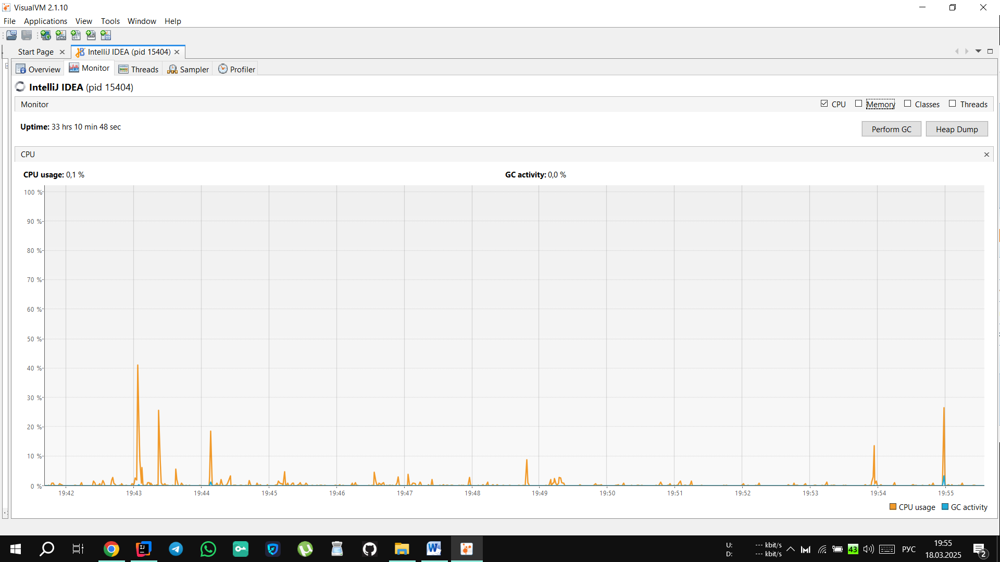 VisualVM 2.1.10
File Applications View Tools Window Help
Start Page IntelliJ IDEA (pid 15404)
Overview Monitor Threads Sampler Profiler
IntelliJ IDEA (pid 15404)
Monitor CPU Memory Classes Threads
Uptime: 33 hrs 10 min 48 sec Perform GC Heap Dump
CPU
CPU usage: 0,1 % GC activity: 0,0 %
100 %
90 %
80 %
70 %
60 %
50 %
40 %
30 %
20 %
10 %
0 %
19:42 19:43 19:44 19:45 19:46 19:47 19:48 19:49 19:50 19:51 19:52 19:53 19:54 19:55
CPU usage GC activity
U: --- kbit/s
D: --- kbit/s
43
РУС
19:55
18.03.2025
2